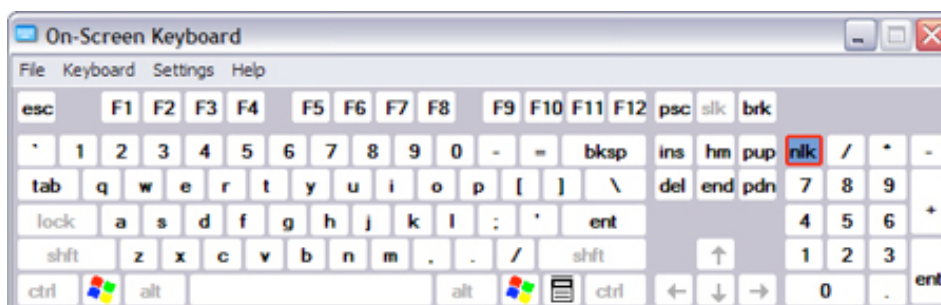 On-Screen Keyboard
File Keyboard Settings Help
esc F1 F2 F3 F4 F5 F6 F7 F8 F9 F10 F11 F12 psc slk brk
` 1 2 3 4 5 6 7 8 9 0 - = bksp ins hm pup nlk / * -
tab q w e r t y u i o p [ ] \ del end pdn 7 8 9 +
lock a s d f g h j k l ; ' ent 4 5 6
shft z x c v b n m , . / shft ↑ 1 2 3 ent
ctrl alt alt ctrl ← ↓ → 0 .